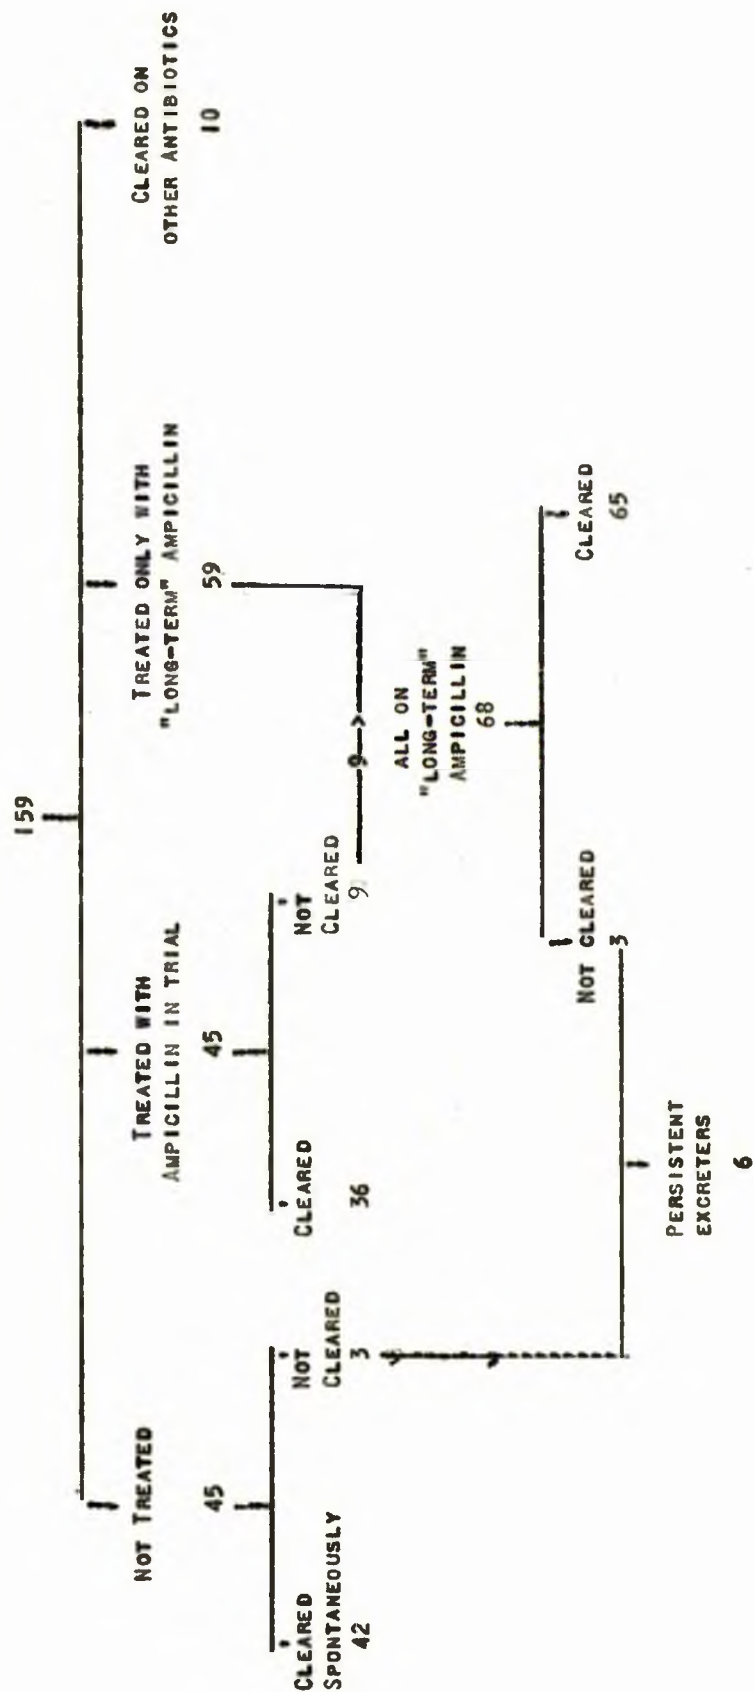 159
NOT TREATED
45
TREATED WITH
AMPICILLIN IN TRIAL
45
TREATED ONLY WITH
"LONG-TERM" AMPICILLIN
59
CLEARED ON
OTHER ANTIBIOTICS
10
CLEARED
SPONTANEOUSLY
42
NOT
CLEARED
3
CLEARED
36
NOT
CLEARED
9
9
ALL ON
"LONG-TERM"
AMPICILLIN
68
NOT CLEARED
3
CLEARED
65
PERSISTENT
EXCRETERS
6